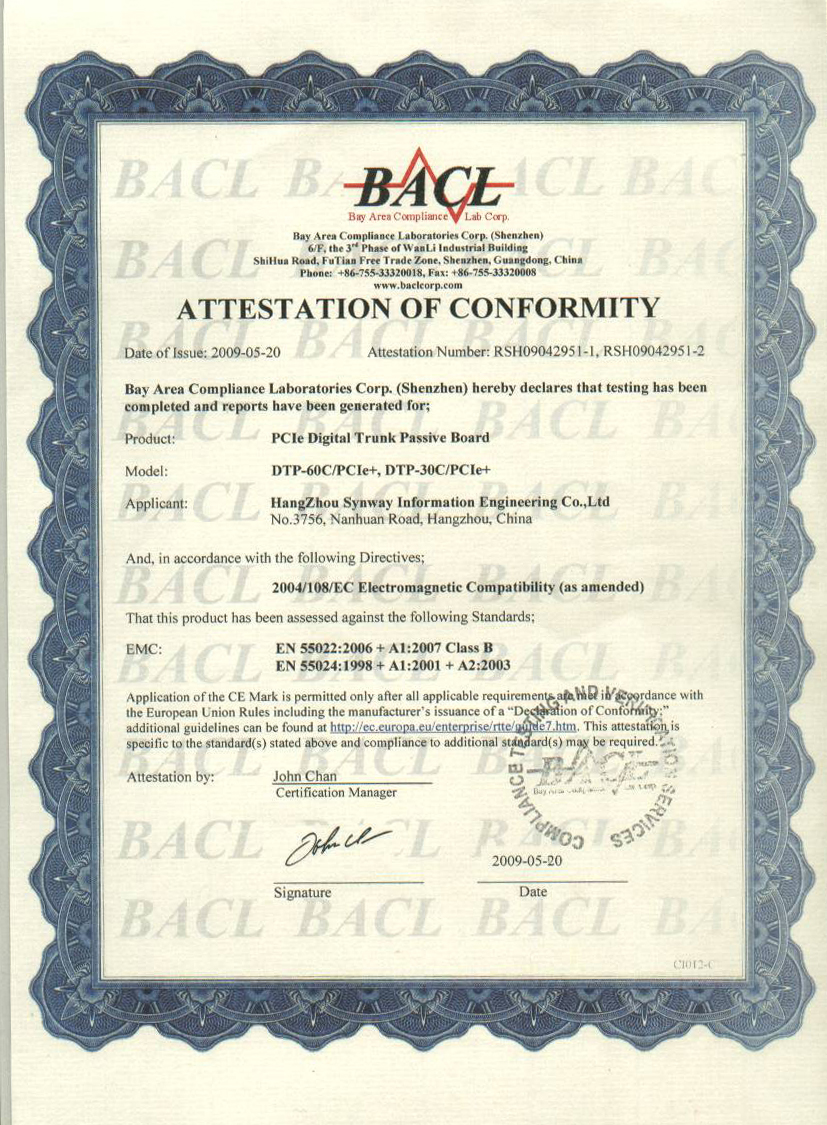 BACL
Bay Area Compliance Lab Corp.
Bay Area Compliance Laboratories Corp. (Shenzhen)
6/F, the 3rd Phase of WanLi Industrial Building
ShiHua Road, FuTian Free Trade Zone, Shenzhen, Guangdong, China
Phone: +86-755-33320018, Fax: +86-755-33320008
www.baclcorp.com
ATTESTATION OF CONFORMITY
Date of Issue: 2009-05-20 Attestation Number: RSH09042951-1, RSH09042951-2
Bay Area Compliance Laboratories Corp. (Shenzhen) hereby declares that testing has been
completed and reports have been generated for;
Product: PCIe Digital Trunk Passive Board
Model: DTP-60C/PCIe+, DTP-30C/PCIe+
Applicant: HangZhou Synway Information Engineering Co.,Ltd
No.3756, Nanhuan Road, Hangzhou, China
And, in accordance with the following Directives;
2004/108/EC Electromagnetic Compatibility (as amended)
That this product has been assessed against the following Standards;
EMC: EN 55022:2006 + A1:2007 Class B
EN 55024:1998 + A1:2001 + A2:2003
Application of the CE Mark is permitted only after all applicable requirements are met in accordance with
the European Union Rules including the manufacturer's issuance of a "Declaration of Conformity;"
additional guidelines can be found at http://ec.europa.eu/enterprise/rtte/guide7.htm. This attestation is
specific to the standard(s) stated above and compliance to additional standard(s) may be required.
COMPLIANCE TESTING AND VERIFICATION SERVICES
BACL
Attestation by: John Chan
Certification Manager
2009-05-20
Signature Date
CI012-C